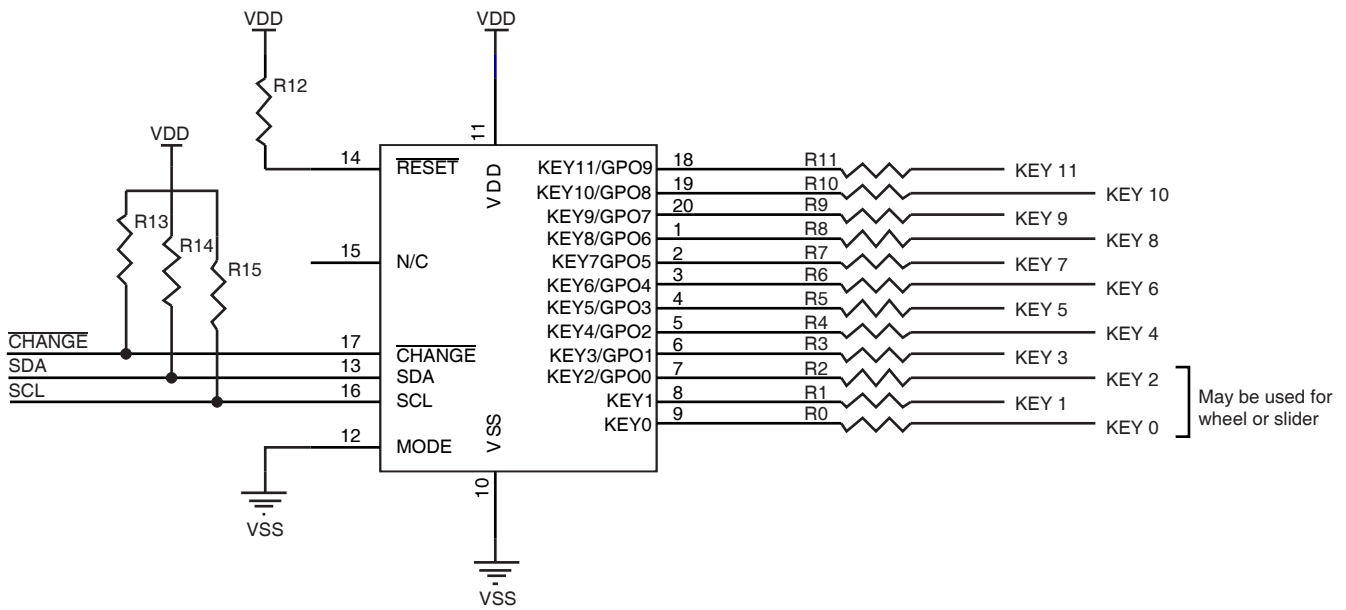 VDD
VDD
R12
VDD
11
14
RESET
VDD
KEY11/GPO9
18
R11
KEY 11
KEY10/GPO8
19
R10
KEY 10
KEY9/GPO7
20
R9
KEY 9
R13
R14
R15
KEY8/GPO6
1
R8
KEY 8
15
N/C
KEY7GPO5
2
R7
KEY 7
KEY6/GPO4
3
R6
KEY 6
KEY5/GPO3
4
R5
KEY 5
KEY4/GPO2
5
R4
KEY 4
CHANGE
17
CHANGE
KEY3/GPO1
6
R3
KEY 3
SDA
13
SDA
KEY2/GPO0
7
R2
KEY 2
SCL
16
SCL
KEY1
8
R1
KEY 1
May be used for
wheel or slider
KEY0
9
R0
KEY 0
12
MODE
VSS
10
VSS
VSS